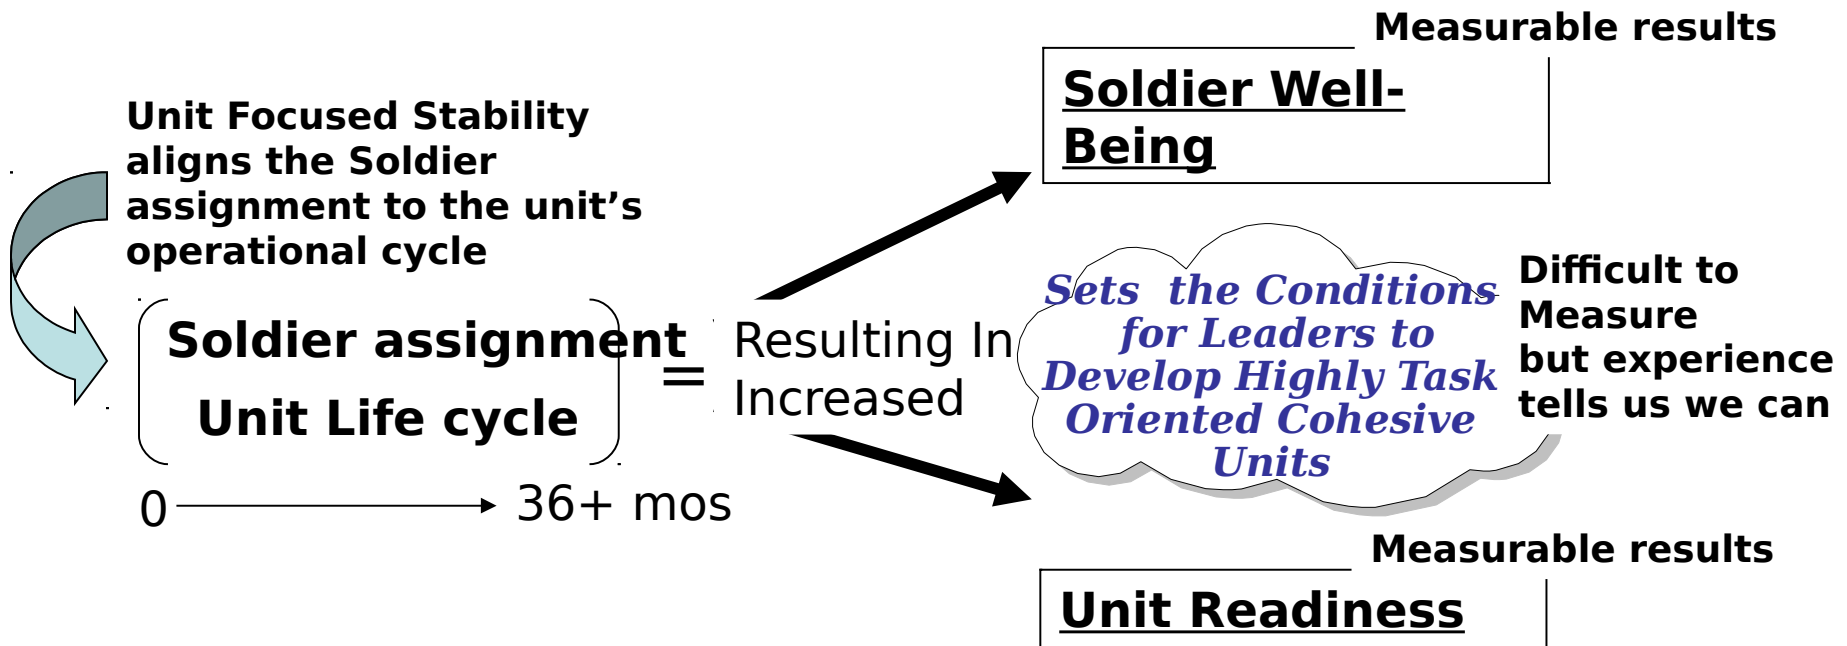 Measurable results
Soldier Well-
Being
Unit Focused Stability
aligns the Soldier
assignment to the unit’s
operational cycle
Soldier assignment
Unit Life cycle
=
Resulting In
Increased
0
36+ mos
Sets  the Conditions
for Leaders to
Develop Highly Task
Oriented Cohesive
Units
Difficult to
Measure
but experience
tells us we can
Measurable results
Unit Readiness